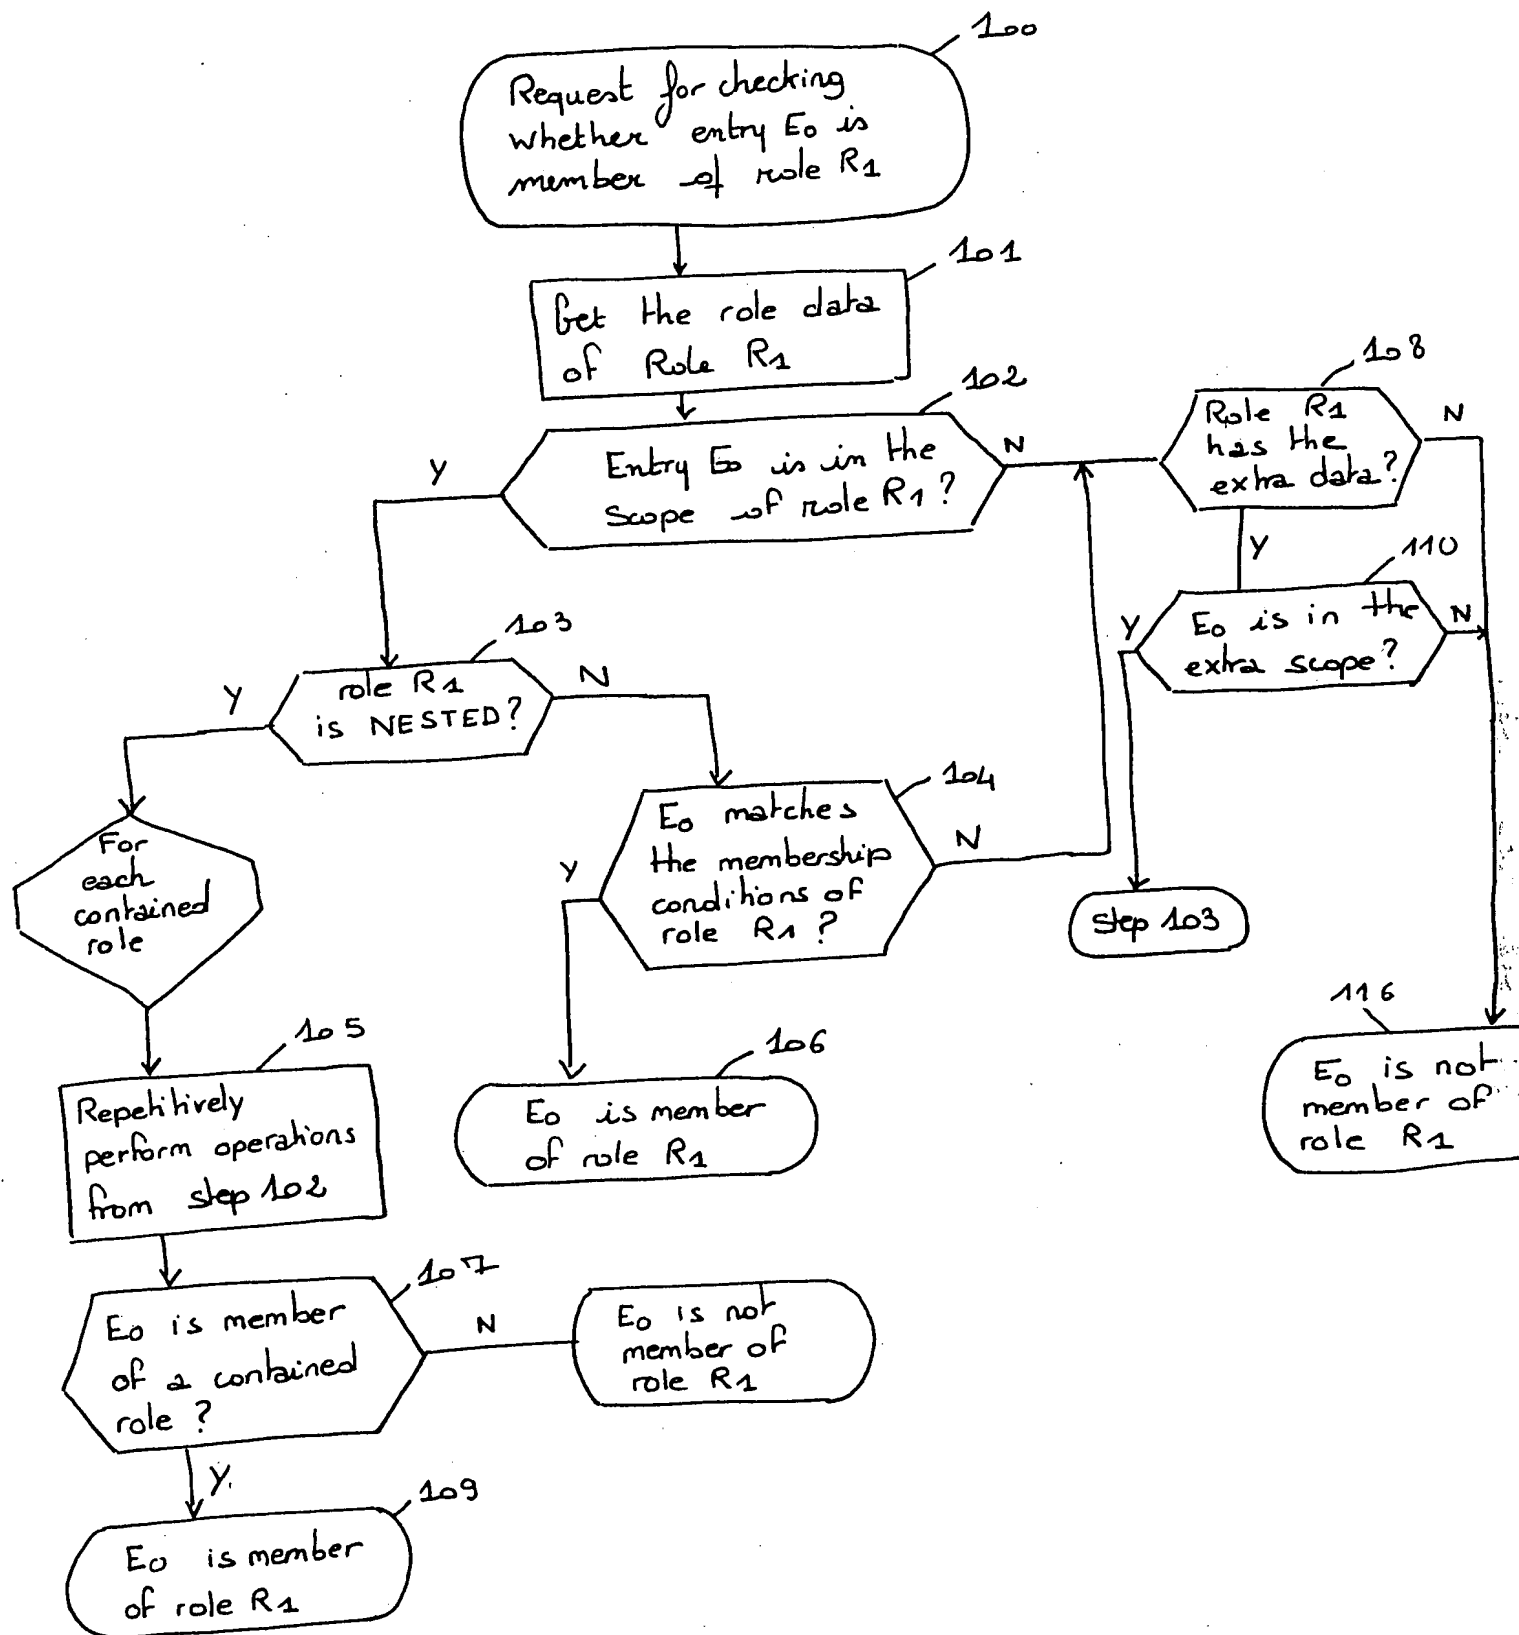 100
Request for checking
whether entry E0 is
member of role R1
101
Get the role data
of Role R1
102
Entry E0 is in the
scope of role R1 ?
Y
N
108
Role R1
has the
extra data?
N
Y
110
E0 is in the
extra scope?
Y
N
103
role R1
is NESTED?
Y
N
For
each
contained
role
104
E0 matches
the membership
conditions of
role R1 ?
Y
N
step 103
105
Repetitively
perform operations
from step 102
106
E0 is member
of role R1
116
E0 is not
member of
role R1
107
E0 is member
of a contained
role ?
N
E0 is not
member of
role R1
Y
109
E0 is member
of role R1